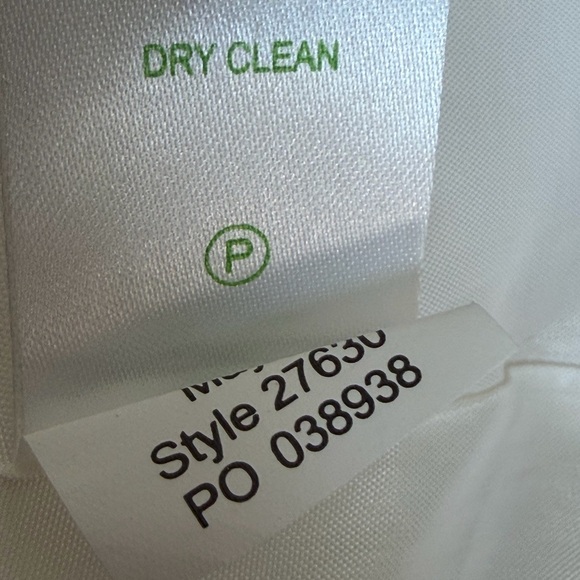 DRY CLEAN
P
Style 27630
PO 038938